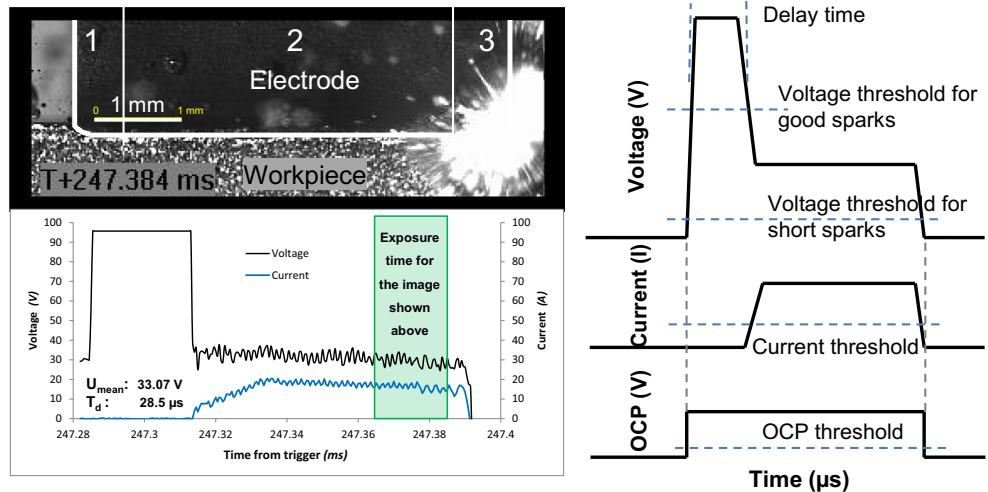 1
2
3
Electrode
1 mm
0
1 mm
T+247.384 ms
Workpiece
100
90
80
70
60
50
40
30
20
10
0
Voltage (V)
Voltage
Current
Exposure
time for
the image
shown
above
100
90
80
70
60
50
40
30
20
10
0
Current (A)
Umean: 33.07 V
Td : 28.5 µs
247.28
247.3
247.32
247.34
247.36
247.38
247.4
Time from trigger (ms)
Delay time
Voltage (V)
Voltage threshold for
good sparks
Voltage threshold for
short sparks
Current (I)
Current threshold
OCP (V)
OCP threshold
Time (µs)